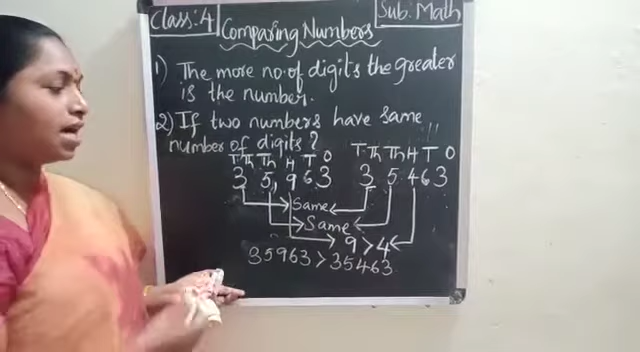 Class: 4
Sub: Math
Comparing Numbers
1) The more no. of digits the greater
is the number.
2) If two numbers have same
number of digits?
T Th Th H T O T Th Th H T O
3 5, 9 6 3 3 5 4 6 3
Same
Same
9 > 4
35963 > 35463